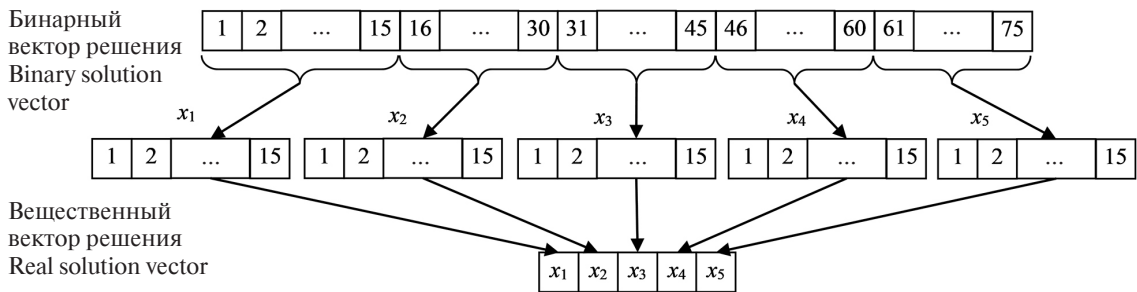 Бинарный
вектор решения
Binary solution
vector
1 2 ... 15 16 ... 30 31 ... 45 46 ... 60 61 ... 75
x1 x2 x3 x4 x5
1 2 ... 15 1 2 ... 15 1 2 ... 15 1 2 ... 15 1 2 ... 15
Вещественный
вектор решения
Real solution vector
x1 x2 x3 x4 x5